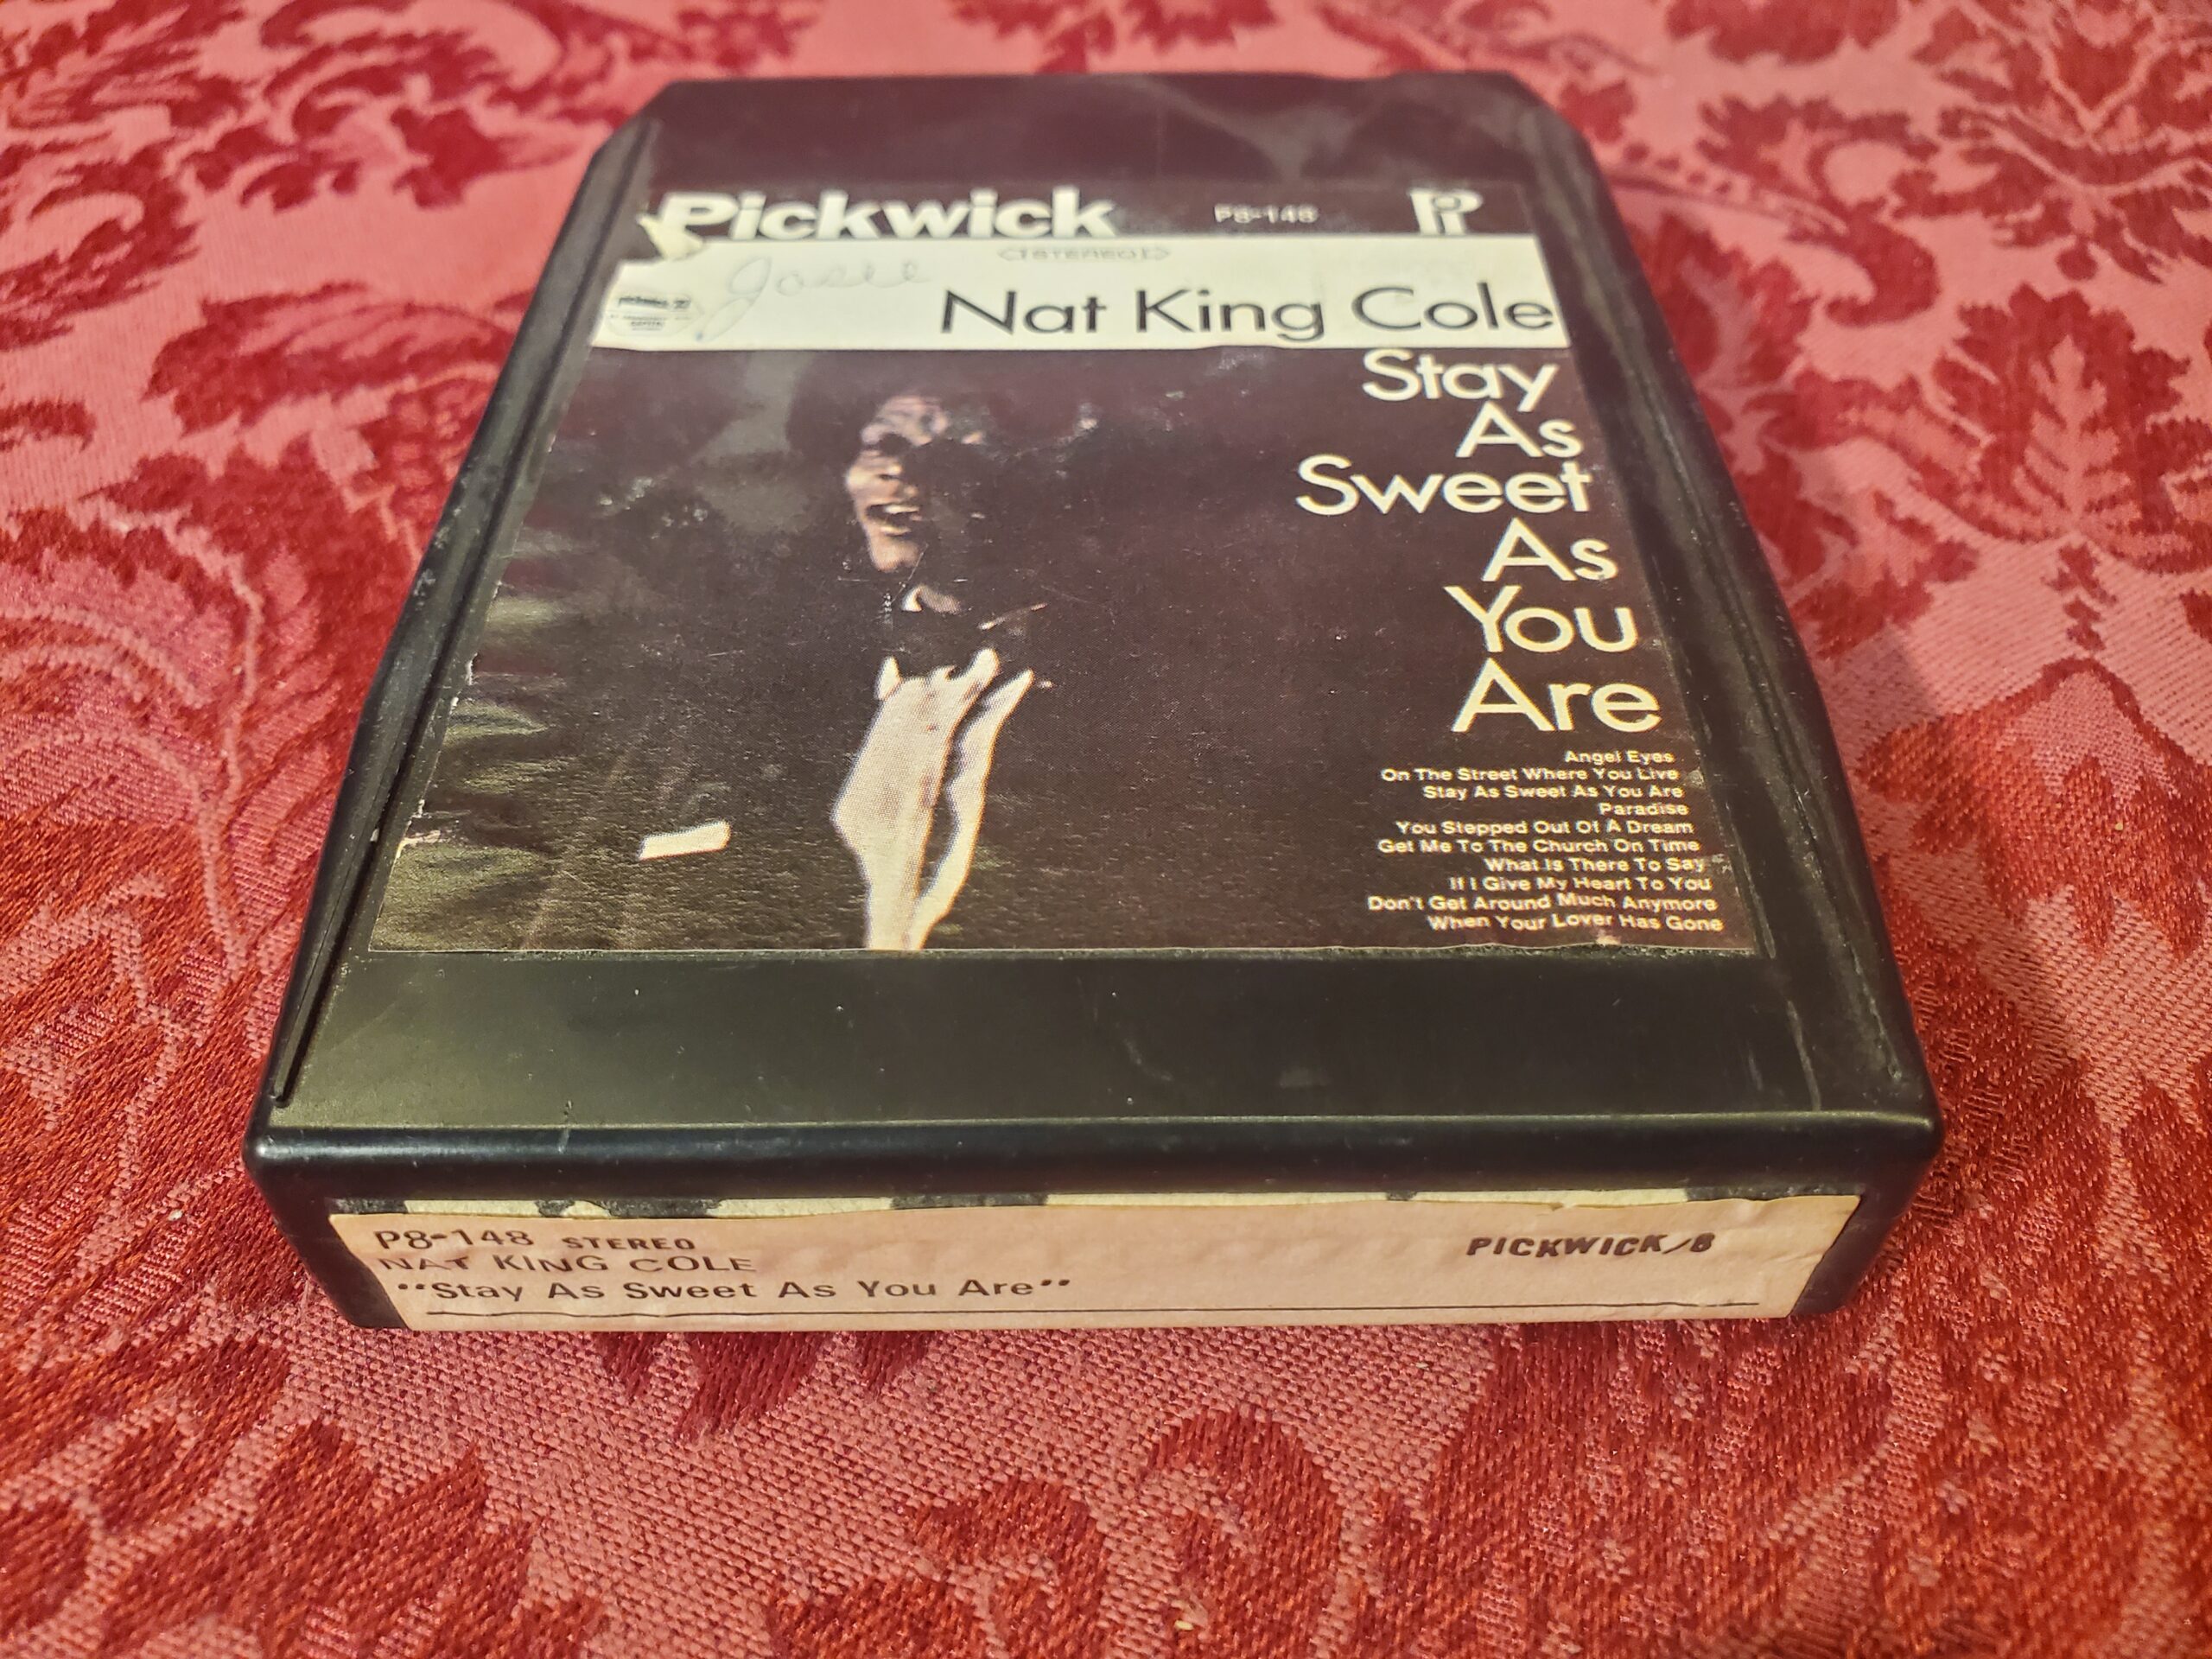 Pickwick P8-148
STEREO
Nat King Cole
Stay
As
Sweet
As
You
Are
Angel Eyes
On The Street Where You Live
Stay As Sweet As You Are
Paradise
You Stepped Out Of A Dream
Get Me To The Church On Time
What Is There To Say
If I Give My Heart To You
Don't Get Around Much Anymore
When Your Lover Has Gone
P8-148 STEREO PICKWICK/8
NAT KING COLE
"Stay As Sweet As You Are"